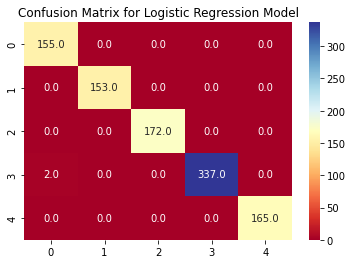 Confusion Matrix for Logistic Regression Model
0 155.0 0.0 0.0 0.0 0.0
1 0.0 153.0 0.0 0.0 0.0
2 0.0 0.0 172.0 0.0 0.0
3 2.0 0.0 0.0 337.0 0.0
4 0.0 0.0 0.0 0.0 165.0
0 1 2 3 4
300
250
200
150
100
50
0